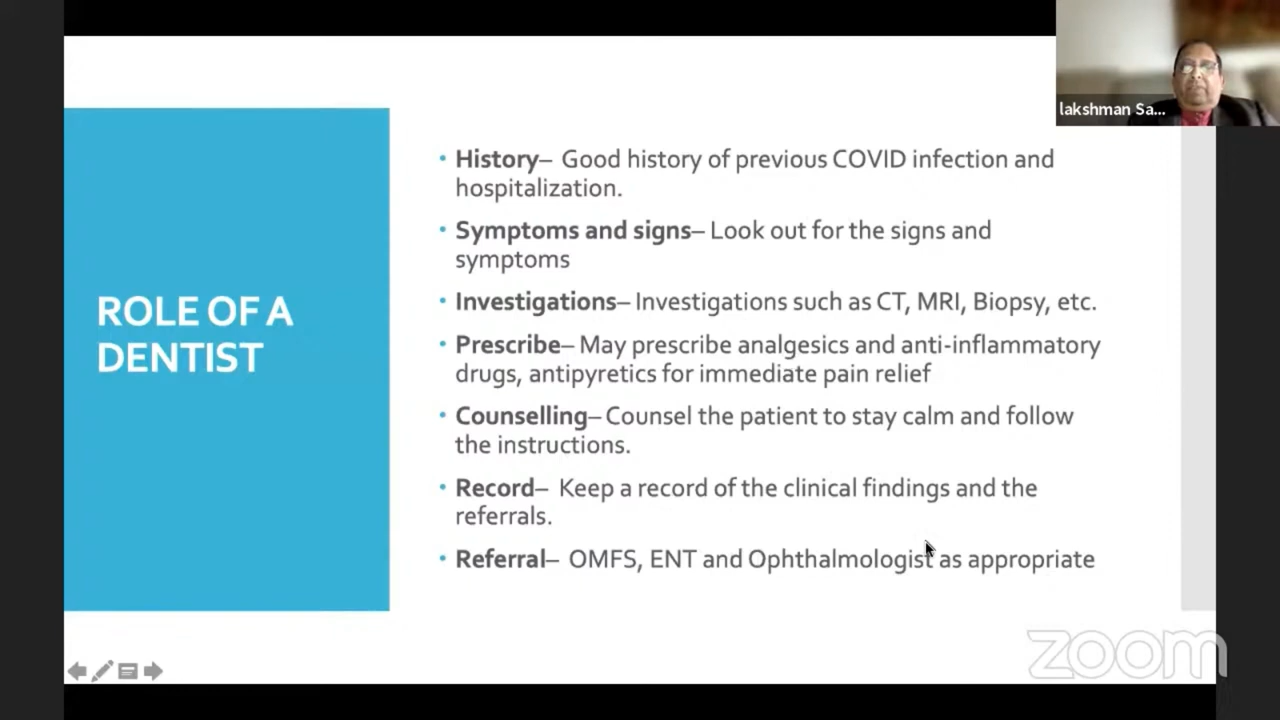 lakshman Sa...
ROLE OF A
DENTIST
• History– Good history of previous COVID infection and
hospitalization.
• Symptoms and signs– Look out for the signs and
symptoms
• Investigations– Investigations such as CT, MRI, Biopsy, etc.
• Prescribe– May prescribe analgesics and anti-inflammatory
drugs, antipyretics for immediate pain relief
• Counselling– Counsel the patient to stay calm and follow
the instructions.
• Record– Keep a record of the clinical findings and the
referrals.
• Referral– OMFS, ENT and Ophthalmologist as appropriate
zoom